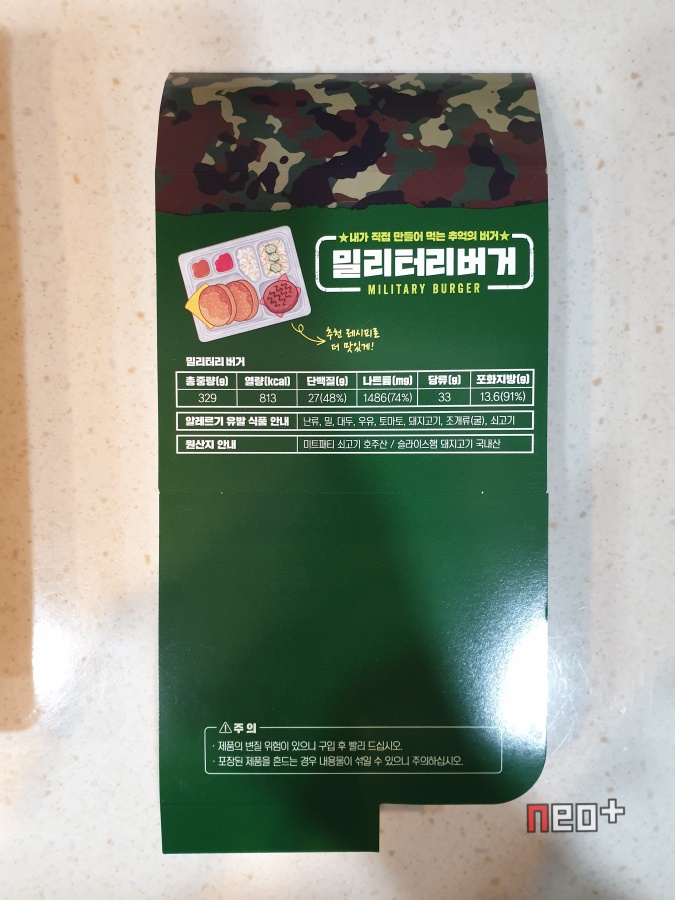 ★내가 직접 만들어 먹는 추억의 버거★
밀리터리버거
MILITARY BURGER
추천 레시피로
더 맛있게!
밀리터리 버거
총중량(g) 열량(kcal) 단백질(g) 나트륨(mg) 당류(g) 포화지방(g)
329 813 27(48%) 1486(74%) 33 13.6(91%)
알레르기 유발 식품 안내 난류, 밀, 대두, 우유, 토마토, 돼지고기, 조개류(굴), 쇠고기
원산지 안내 미트패티 쇠고기 호주산 / 슬라이스햄 돼지고기 국내산
⚠주의
· 제품의 변질 위험이 있으니 구입 후 빨리 드십시오.
· 포장된 제품을 흔드는 경우 내용물이 섞일 수 있으니 주의하십시오.
neo+